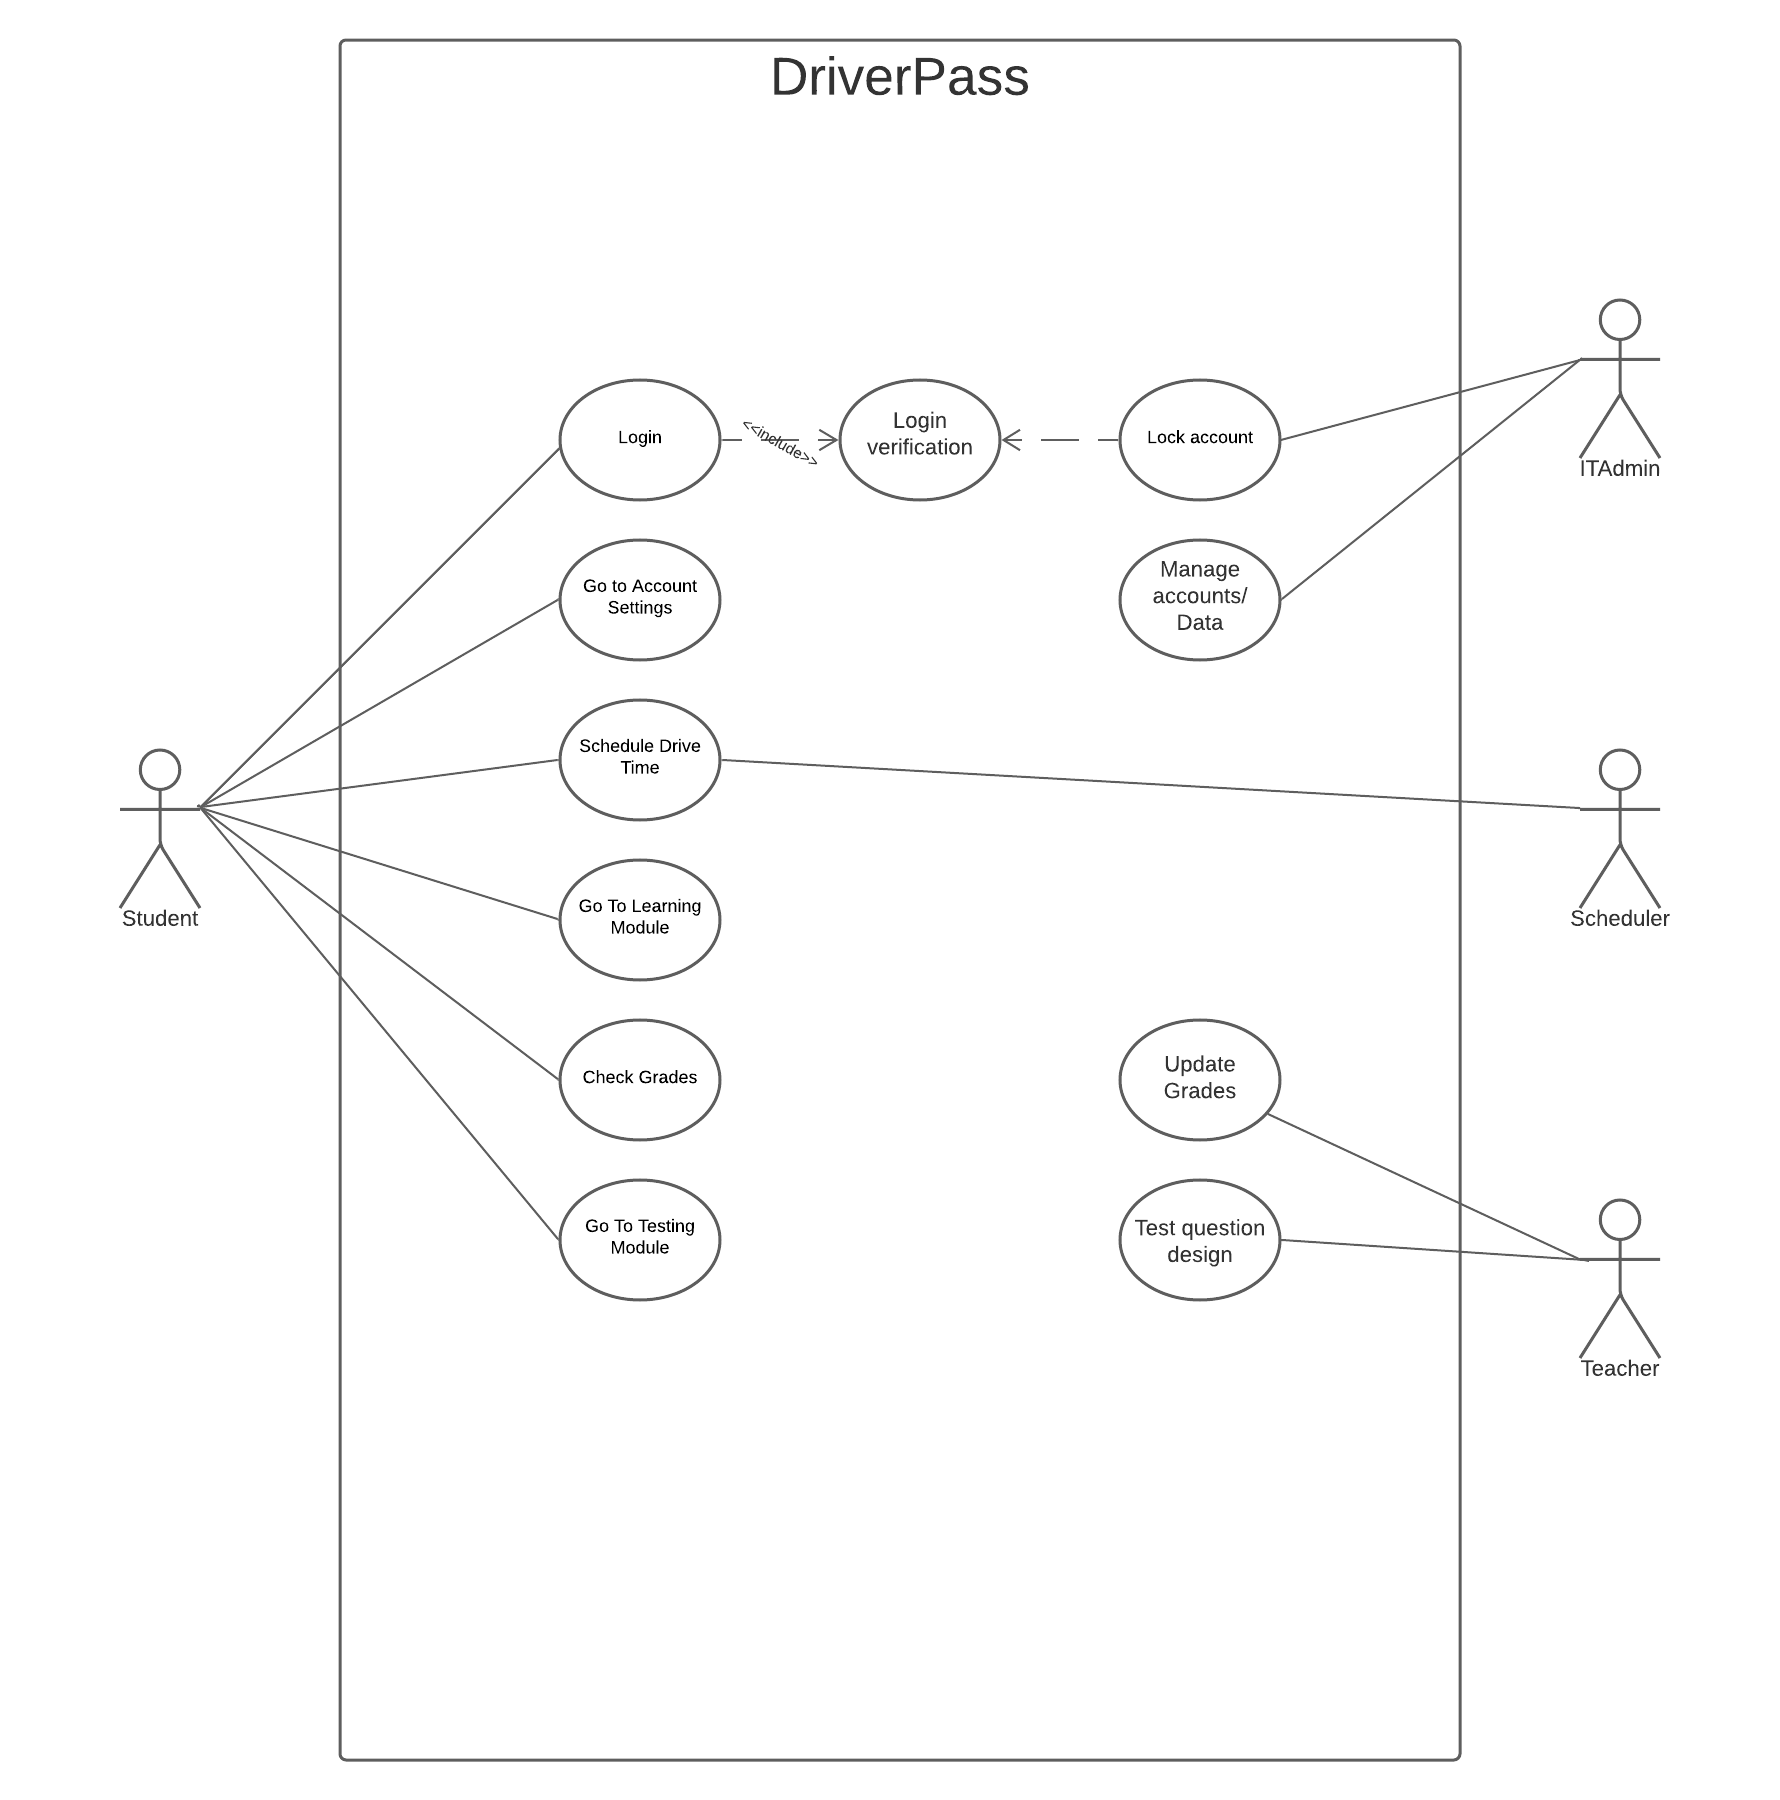 DriverPass
Login
<<include>>
Login
verification
Lock account
ITAdmin
Go to Account
Settings
Manage
accounts/
Data
Schedule Drive
Time
Student
Scheduler
Go To Learning
Module
Check Grades
Update
Grades
Go To Testing
Module
Test question
design
Teacher